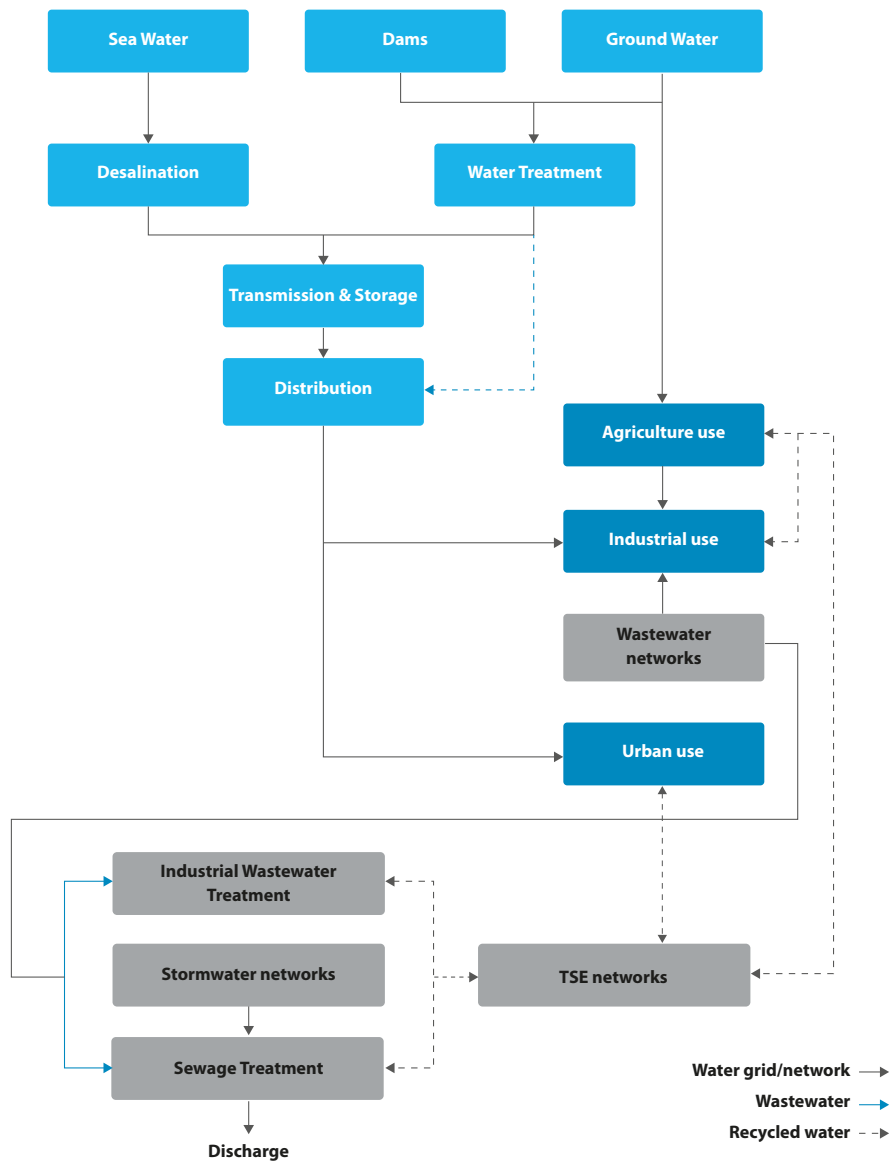 Sea Water
Dams
Ground Water
Desalination
Water Treatment
Transmission & Storage
Distribution
Agriculture use
Industrial use
Wastewater
networks
Urban use
Industrial Wastewater
Treatment
Stormwater networks
TSE networks
Sewage Treatment
Water grid/network
Wastewater
Recycled water
Discharge